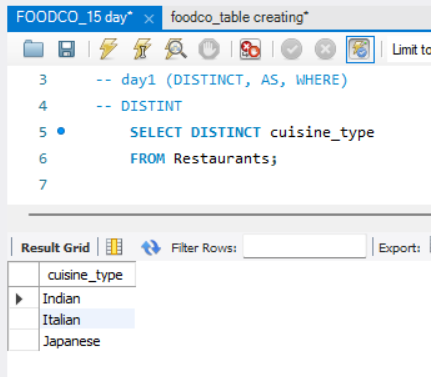 FOODCO_15 day* ×
foodco_table creating*
Limit to
3 -- day1 (DISTINCT, AS, WHERE)
4 -- DISTINT
5 SELECT DISTINCT cuisine_type
6 FROM Restaurants;
7
Result Grid Filter Rows: Export:
cuisine_type
Indian
Italian
Japanese